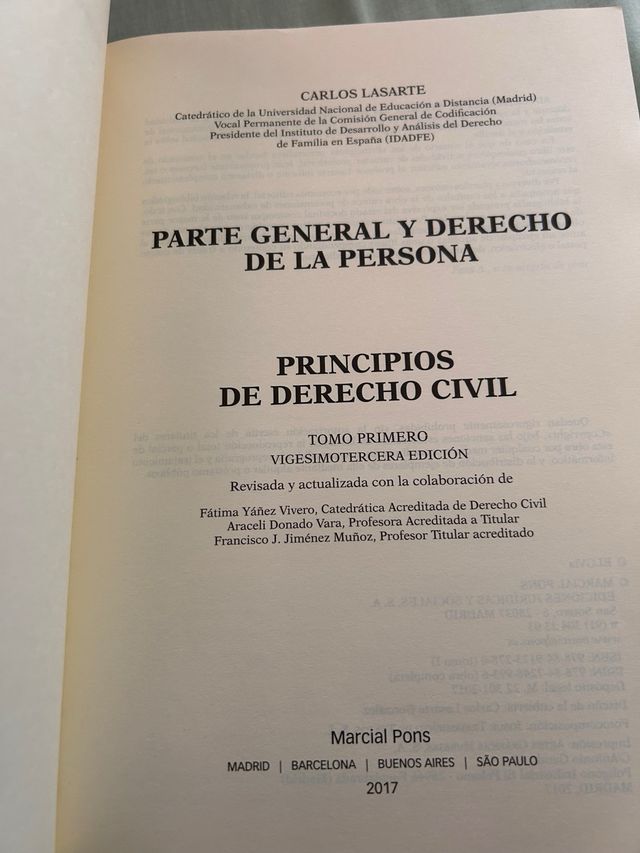 CARLOS LASARTE
Catedrático de la Universidad Nacional de Educación a Distancia (Madrid)
Vocal Permanente de la Comisión General de Codificación
Presidente del Instituto de Desarrollo y Análisis del Derecho
de Familia en España (IDADFE)
PARTE GENERAL Y DERECHO
DE LA PERSONA
PRINCIPIOS
DE DERECHO CIVIL
TOMO PRIMERO
VIGESIMOTERCERA EDICIÓN
Revisada y actualizada con la colaboración de
Fátima Yáñez Vivero, Catedrática Acreditada de Derecho Civil
Araceli Donado Vara, Profesora Acreditada a Titular
Francisco J. Jiménez Muñoz, Profesor Titular acreditado
Marcial Pons
MADRID | BARCELONA | BUENOS AIRES | SÃO PAULO
2017